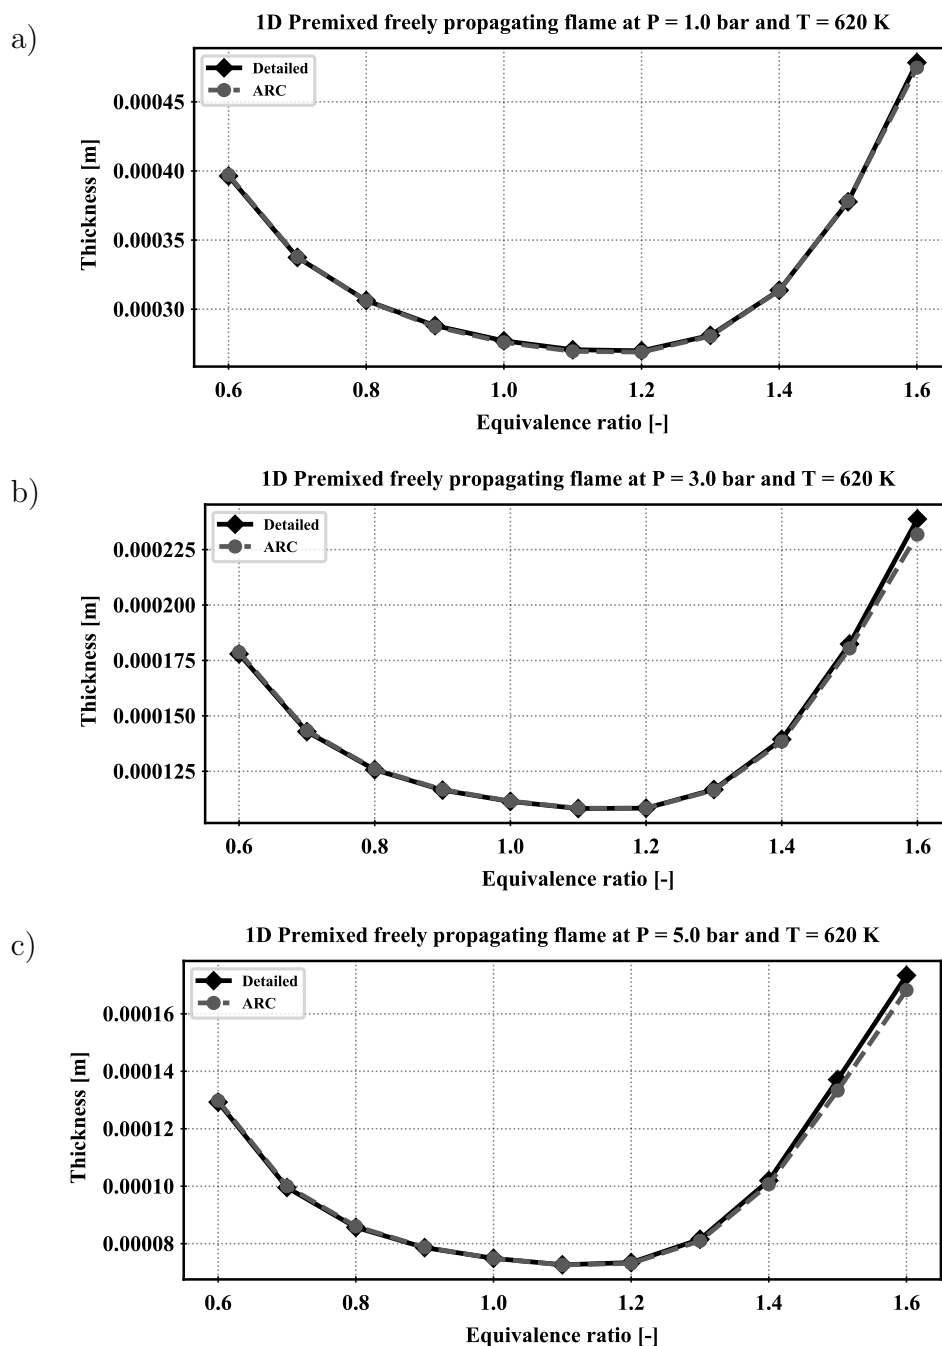 a)
1D Premixed freely propagating flame at P = 1.0 bar and T = 620 K
Detailed
ARC
Thickness [m]
0.00045
0.00040
0.00035
0.00030
0.6 0.8 1.0 1.2 1.4 1.6
Equivalence ratio [-]
b)
1D Premixed freely propagating flame at P = 3.0 bar and T = 620 K
Detailed
ARC
Thickness [m]
0.000225
0.000200
0.000175
0.000150
0.000125
0.6 0.8 1.0 1.2 1.4 1.6
Equivalence ratio [-]
c)
1D Premixed freely propagating flame at P = 5.0 bar and T = 620 K
Detailed
ARC
Thickness [m]
0.00016
0.00014
0.00012
0.00010
0.00008
0.6 0.8 1.0 1.2 1.4 1.6
Equivalence ratio [-]